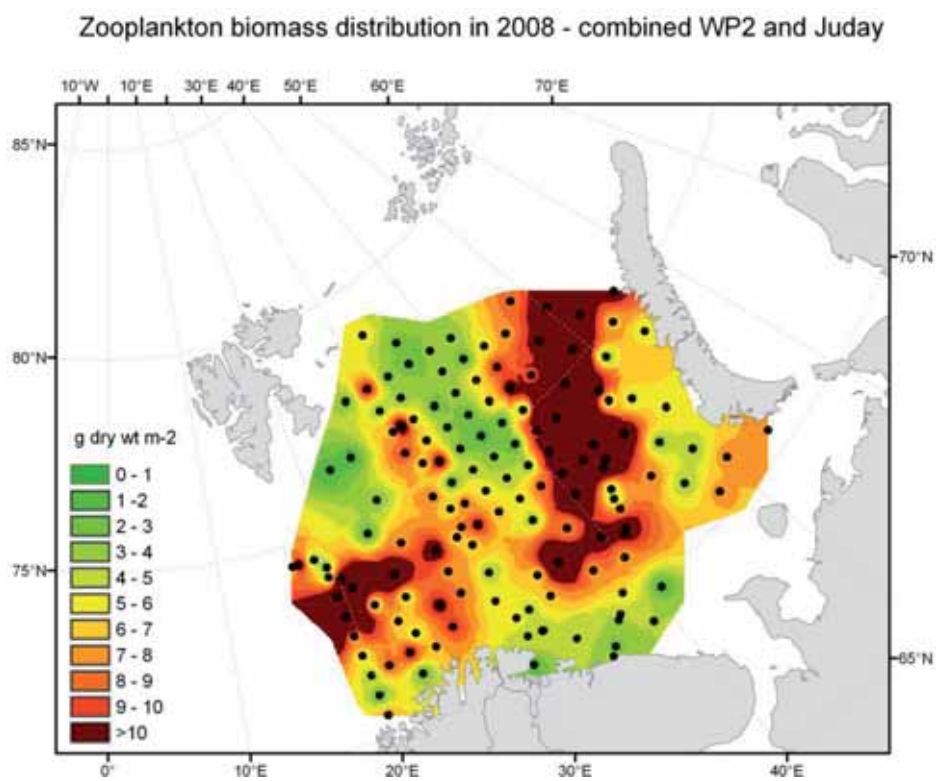 Zooplankton biomass distribution in 2008 - combined WP2 and Juday
10°W 10°E 30°E 40°E 50°E 60°E 70°E
85°N
70°N
80°N
g dry wt m-2
0 - 1
1 -2
2 - 3
3 - 4
4 - 5
75°N
5 - 6
6 - 7
7 - 8
65°N
8 - 9
9 - 10
>10
0° 10°E 20°E 30°E 40°E